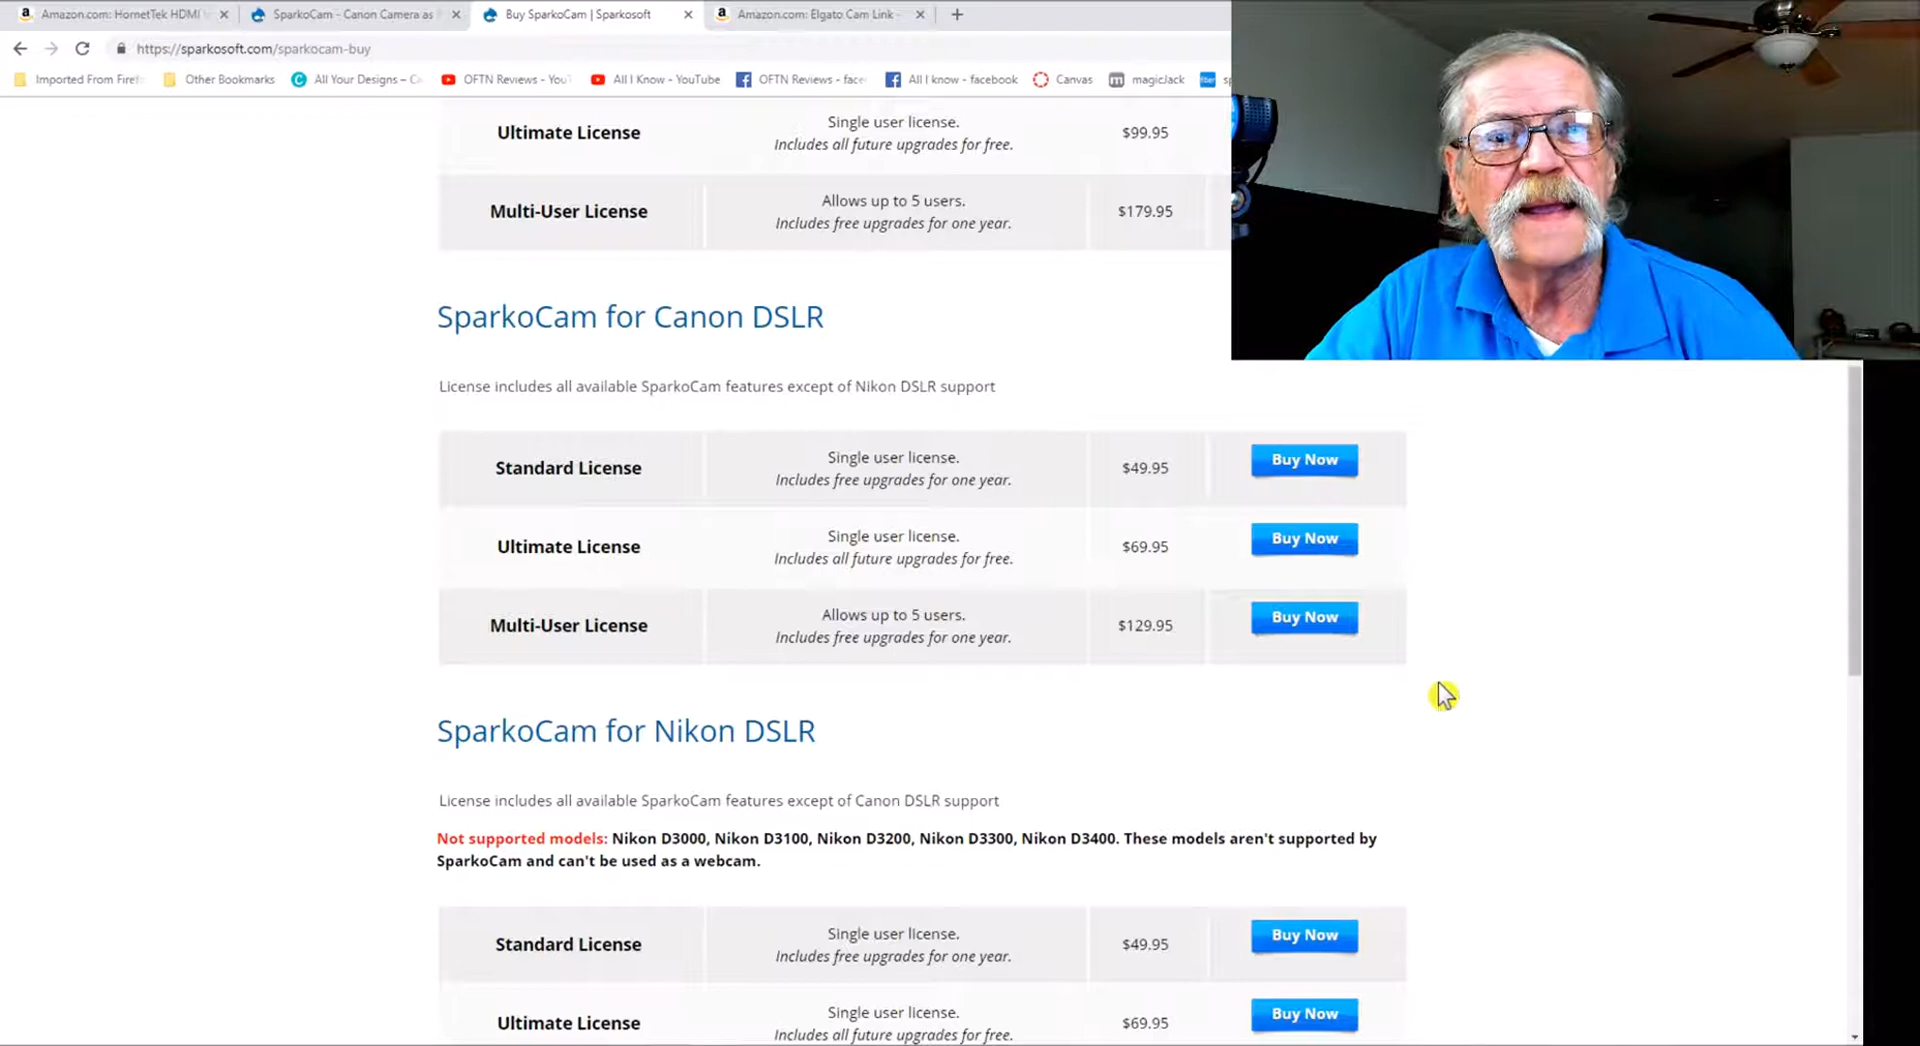 Amazon.com: HornetTek HDMI
SparkoCam - Canon Camera as
Buy SparkoCam | Sparkosoft
Amazon.com: Elgato Cam Link -
https://sparkosoft.com/sparkocam-buy
Imported From Firef
Other Bookmarks
All Your Designs – C
OFTN Reviews - You
All I Know - YouTube
OFTN Reviews - face
All I know - facebook
Canvas
magicJack
Ultimate License
Single user license.
Includes all future upgrades for free.
$99.95
Multi-User License
Allows up to 5 users.
Includes free upgrades for one year.
$179.95
SparkoCam for Canon DSLR
License includes all available SparkoCam features except of Nikon DSLR support
Standard License
Single user license.
Includes free upgrades for one year.
$49.95
Buy Now
Ultimate License
Single user license.
Includes all future upgrades for free.
$69.95
Buy Now
Multi-User License
Allows up to 5 users.
Includes free upgrades for one year.
$129.95
Buy Now
SparkoCam for Nikon DSLR
License includes all available SparkoCam features except of Canon DSLR support
Not supported models: Nikon D3000, Nikon D3100, Nikon D3200, Nikon D3300, Nikon D3400. These models aren't supported by
SparkoCam and can't be used as a webcam.
Standard License
Single user license.
Includes free upgrades for one year.
$49.95
Buy Now
Ultimate License
Single user license.
Includes all future upgrades for free.
$69.95
Buy Now